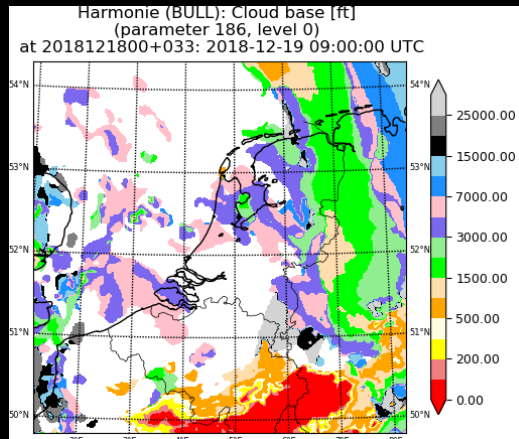 Harmonie (BULL): Cloud base [ft]
(parameter 186, level 0)
at 2018121800+033: 2018-12-19 09:00:00 UTC
54°N 54°N
53°N 53°N
52°N 52°N
51°N 51°N
50°N 50°N
25000.00
15000.00
7000.00
3000.00
1500.00
500.00
200.00
0.00